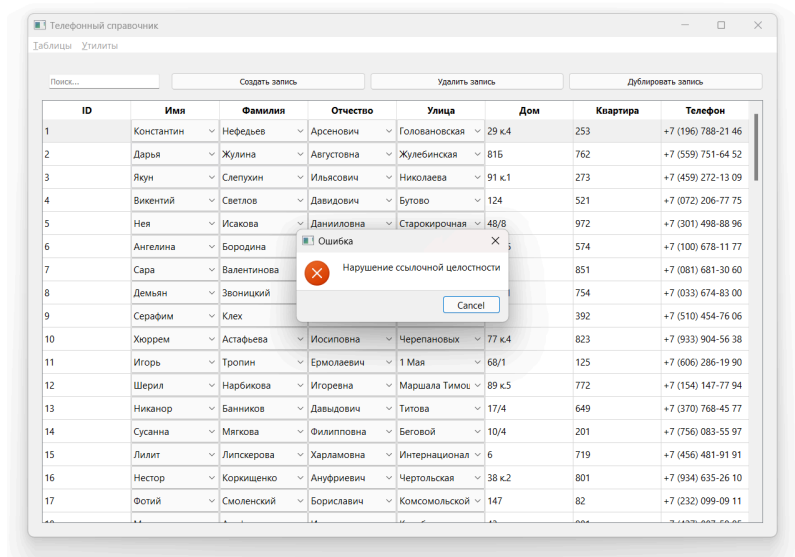 Телефонный справочник
Таблицы Утилиты
Поиск... Создать запись Удалить запись Дублировать запись
ID Имя Фамилия Отчество Улица Дом Квартира Телефон
1 Константин Нефедьев Арсенович Головановская 29 к.4 253 +7 (196) 788-21 46
2 Дарья Жулина Августовна Жулебинская 81Б 762 +7 (559) 751-64 52
3 Якун Слепухин Ильясович Николаева 91 к.1 273 +7 (459) 272-13 09
4 Викентий Светлов Давидович Бутово 124 521 +7 (072) 206-77 75
5 Нея Исакова Данииловна Старокирочная 48/8 972 +7 (301) 498-88 96
6 Ангелина Бородина 574 +7 (100) 678-11 77
7 Сара Валентинова 851 +7 (081) 681-30 60
8 Демьян Звоницкий 754 +7 (033) 674-83 00
9 Серафим Клех 392 +7 (510) 454-76 06
Ошибка
Нарушение ссылочной целостности
Cancel
10 Хюррем Астафьева Иосиповна Черепановых 77 к.4 823 +7 (933) 904-56 38
11 Игорь Тропин Ермолаевич 1 Мая 68/1 125 +7 (606) 286-19 90
12 Шерил Нарбикова Игоревна Маршала Тимош 89 к.5 772 +7 (154) 147-77 94
13 Никанор Банников Давыдович Титова 17/4 649 +7 (370) 768-45 77
14 Сусанна Мягкова Филипповна Беговой 10/4 201 +7 (756) 083-55 97
15 Лилит Липскерова Харламовна Интернационал 6 719 +7 (456) 481-91 91
16 Нестор Коркищенко Ануфриевич Чертольская 38 к.2 801 +7 (934) 635-26 10
17 Фотий Смоленский Бориславич Комсомольской 147 82 +7 (232) 099-09 11